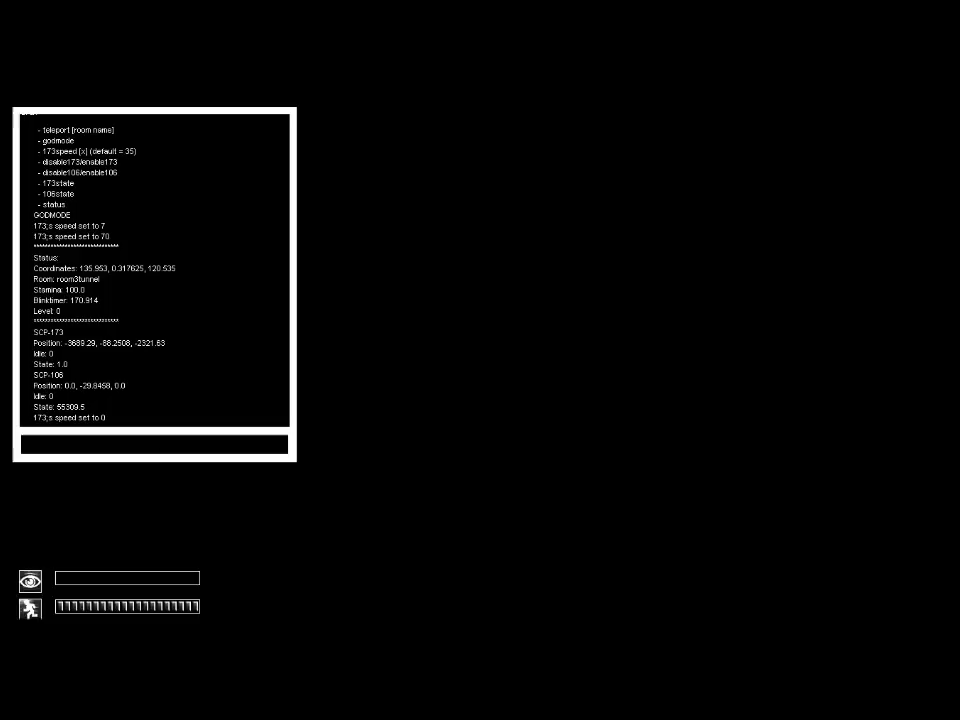 - teleport [room name]
- godmode
- 173speed [x] (default = 35)
- disable173/enable173
- disable106/enable106
- 173state
- 106state
- status
GODMODE
173;s speed set to 7
173;s speed set to 70
******************************
Status:
Coordinates: 135.953, 0.317625, 120.535
Room: room3tunnel
Stamina: 100.0
Blinktimer: 170.914
Level: 0
******************************
SCP-173
Position: -3689.29, -88.2508, -2321.63
Idle: 0
State: 1.0
SCP-106
Position: 0.0, -29.8458, 0.0
Idle: 0
State: 55309.5
173;s speed set to 0